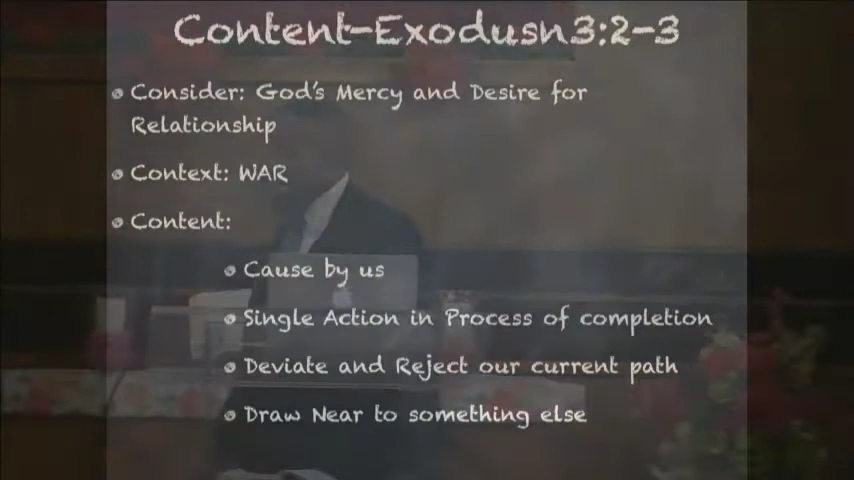 Content-Exodusn3:2-3
Consider: God's Mercy and Desire for
Relationship
Context: WAR
Content:
Cause by us
Single Action in Process of completion
Deviate and Reject our current path
Draw Near to something else